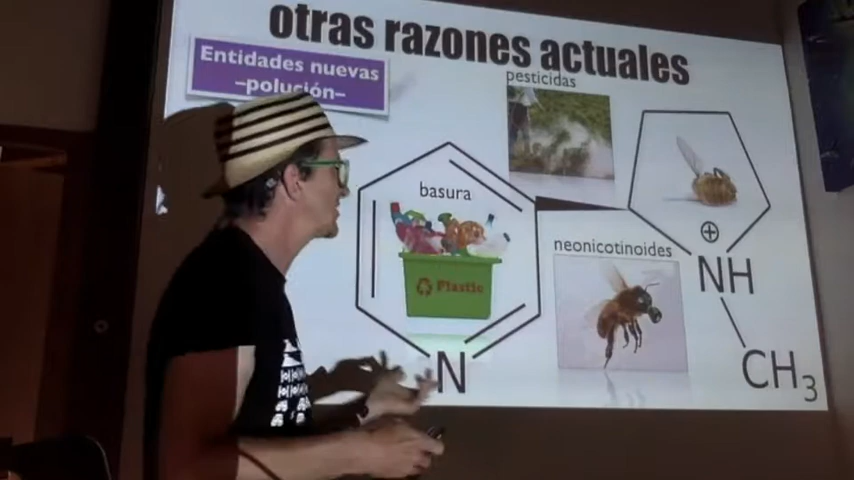 otras razones actuales
Entidades nuevas
–polución–
pesticidas
basura
Plastic
neonicotinoides
⊕
NH
N
CH3